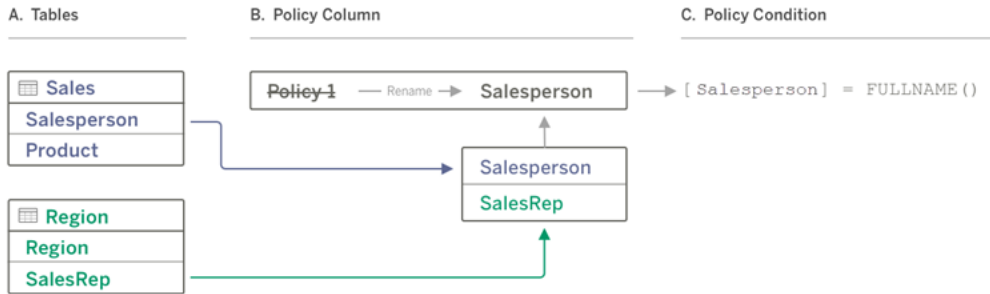 A. Tables
B. Policy Column
C. Policy Condition
Sales
Salesperson
Product
Policy 1
Rename
Salesperson
[Salesperson] = FULLNAME()
Salesperson
SalesRep
Region
Region
SalesRep